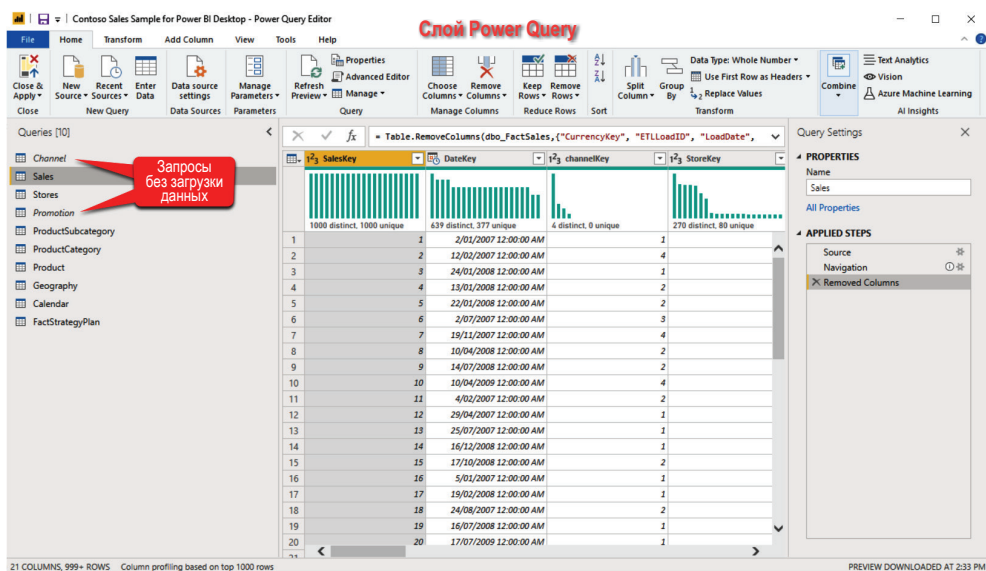 Contoso Sales Sample for Power BI Desktop - Power Query Editor
Слой Power Query
File Home Transform Add Column View Tools Help
Close & Apply
New Source
Recent Sources
Enter Data
Data source settings
Manage Parameters
Refresh Preview
Properties
Advanced Editor
Manage
Choose Columns
Remove Columns
Keep Rows
Remove Rows
Split Column
Group By
Data Type: Whole Number
Use First Row as Headers
Replace Values
Combine
Text Analytics
Vision
Azure Machine Learning
Close New Query Data Sources Parameters Query Manage Columns Reduce Rows Sort Transform AI Insights
Queries [10]
Channel
Sales
Stores
Promotion
ProductSubcategory
ProductCategory
Product
Geography
Calendar
FactStrategyPlan
Запросы
без загрузки
данных
fx = Table.RemoveColumns(dbo_FactSales,{"CurrencyKey", "ETLLoadID", "LoadDate",
1²3 SalesKey DateKey 1²3 channelKey 1²3 StoreKey
1000 distinct, 1000 unique 639 distinct, 377 unique 4 distinct, 0 unique 270 distinct, 80 unique
1 1 2/01/2007 12:00:00 AM 1
2 2 12/02/2007 12:00:00 AM 4
3 3 24/01/2008 12:00:00 AM 1
4 4 13/01/2008 12:00:00 AM 2
5 5 22/01/2008 12:00:00 AM 2
6 6 2/07/2007 12:00:00 AM 3
7 7 19/11/2007 12:00:00 AM 4
8 8 10/04/2008 12:00:00 AM 2
9 9 14/07/2008 12:00:00 AM 2
10 10 10/04/2009 12:00:00 AM 4
11 11 4/02/2007 12:00:00 AM 2
12 12 29/04/2007 12:00:00 AM 1
13 13 25/07/2007 12:00:00 AM 1
14 14 16/12/2008 12:00:00 AM 1
15 15 17/10/2008 12:00:00 AM 2
16 16 5/01/2007 12:00:00 AM 1
17 17 19/02/2008 12:00:00 AM 1
18 18 24/08/2007 12:00:00 AM 2
19 19 16/07/2008 12:00:00 AM 1
20 20 17/07/2009 12:00:00 AM 1
Query Settings
PROPERTIES
Name
Sales
All Properties
APPLIED STEPS
Source
Navigation
Removed Columns
21 COLUMNS, 999+ ROWS Column profiling based on top 1000 rows PREVIEW DOWNLOADED AT 2:33 PM